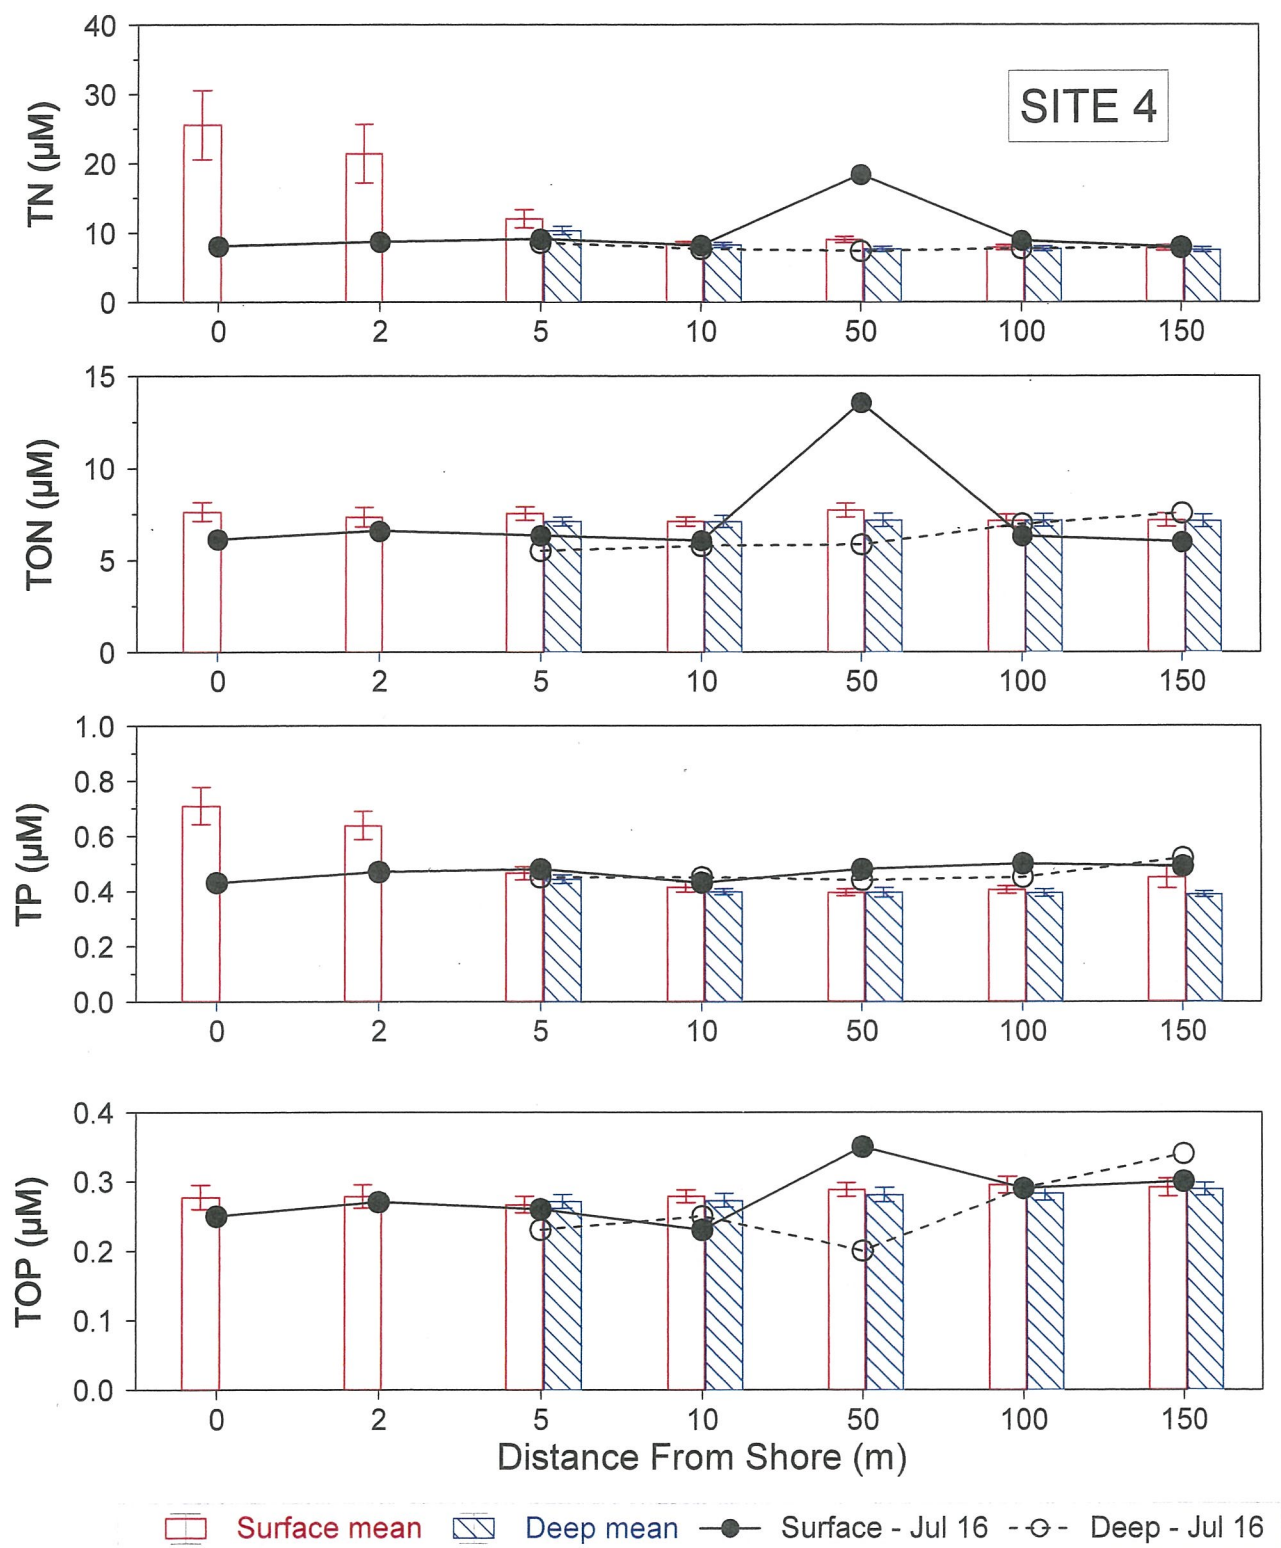 SITE 4
TN (µM)
40
30
20
10
0
0 2 5 10 50 100 150
TON (µM)
15
10
5
0
0 2 5 10 50 100 150
TP (µM)
1.0
0.8
0.6
0.4
0.2
0.0
0 2 5 10 50 100 150
TOP (µM)
0.4
0.3
0.2
0.1
0.0
0 2 5 10 50 100 150
Distance From Shore (m)
Surface mean Deep mean Surface - Jul 16 Deep - Jul 16